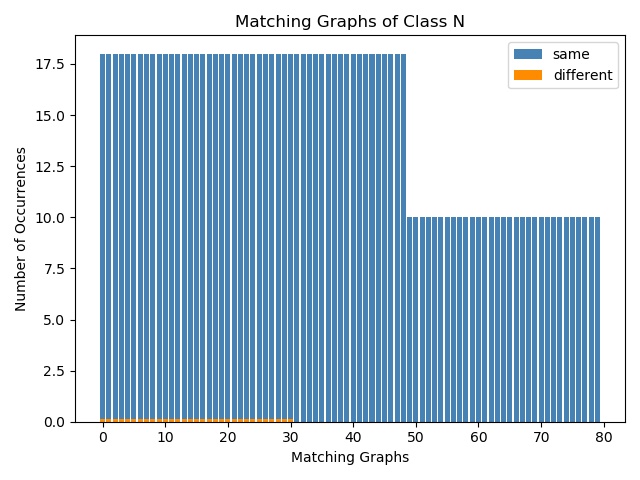 Matching Graphs of Class N
same
different
Number of Occurrences
17.5
15.0
12.5
10.0
7.5
5.0
2.5
0.0
0 10 20 30 40 50 60 70 80
Matching Graphs